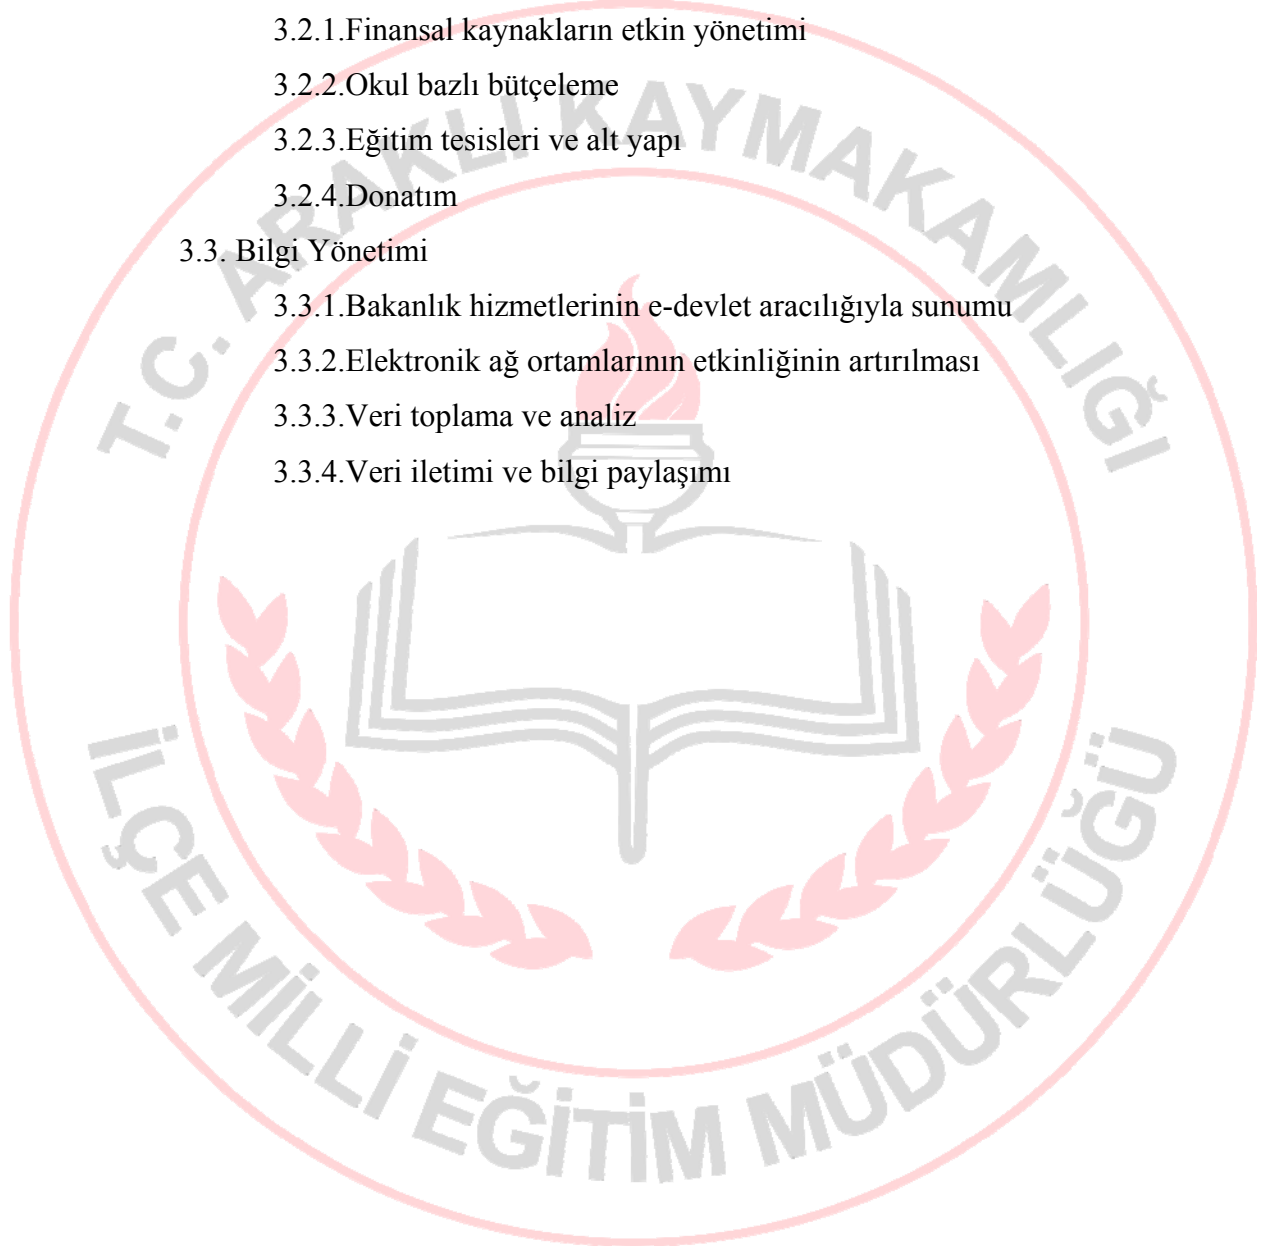 3.2.1.Finansal kaynakların etkin yönetimi
3.2.2.Okul bazlı bütçeleme
3.2.3.Eğitim tesisleri ve alt yapı
3.2.4.Donatım
3.3. Bilgi Yönetimi
3.3.1.Bakanlık hizmetlerinin e-devlet aracılığıyla sunumu
3.3.2.Elektronik ağ ortamlarının etkinliğinin artırılması
3.3.3.Veri toplama ve analiz
3.3.4.Veri iletimi ve bilgi paylaşımı
T.C. ARAKLI KAYMAKAMLIĞI
İLÇE MİLLİ EĞİTİM MÜDÜRLÜĞÜ